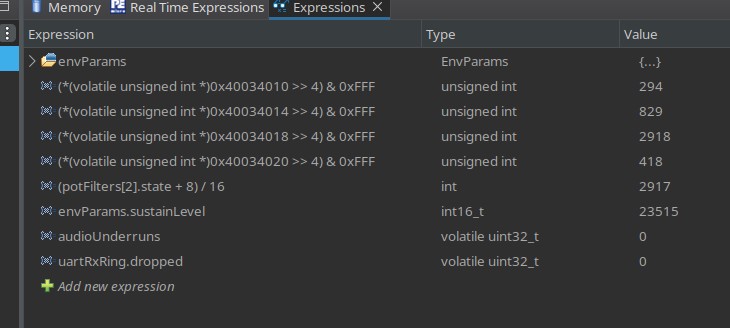 Memory Real Time Expressions Expressions
Expression Type Value
envParams EnvParams {...}
(*(volatile unsigned int *)0x40034010 >> 4) & 0xFFF unsigned int 294
(*(volatile unsigned int *)0x40034014 >> 4) & 0xFFF unsigned int 829
(*(volatile unsigned int *)0x40034018 >> 4) & 0xFFF unsigned int 2918
(*(volatile unsigned int *)0x40034020 >> 4) & 0xFFF unsigned int 418
(potFilters[2].state + 8) / 16 int 2917
envParams.sustainLevel int16_t 23515
audioUnderruns volatile uint32_t 0
uartRxRing.dropped volatile uint32_t 0
Add new expression